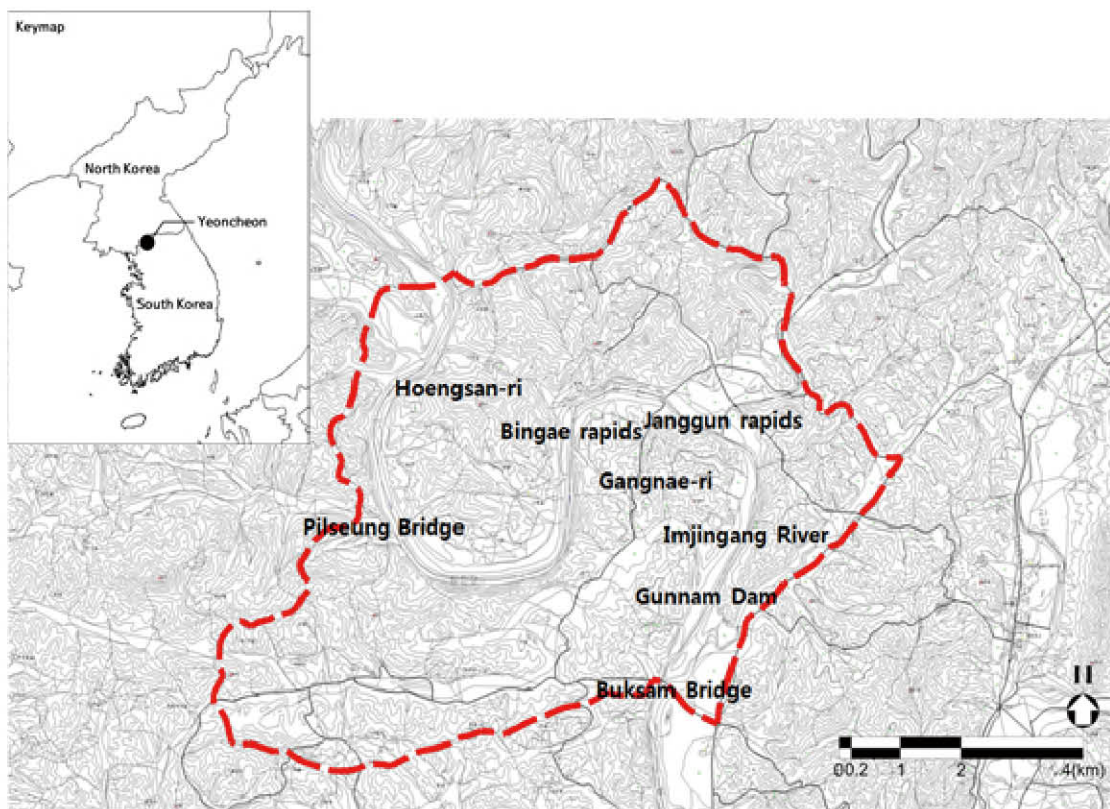 Keymap
North Korea
Yeoncheon
South Korea
Hoengsan-ri
Janggun rapids
Bingae rapids
Gangnae-ri
Pilseung Bridge
Imjingang River
Gunnam Dam
Buksam Bridge
00.2 1 2 4(km)